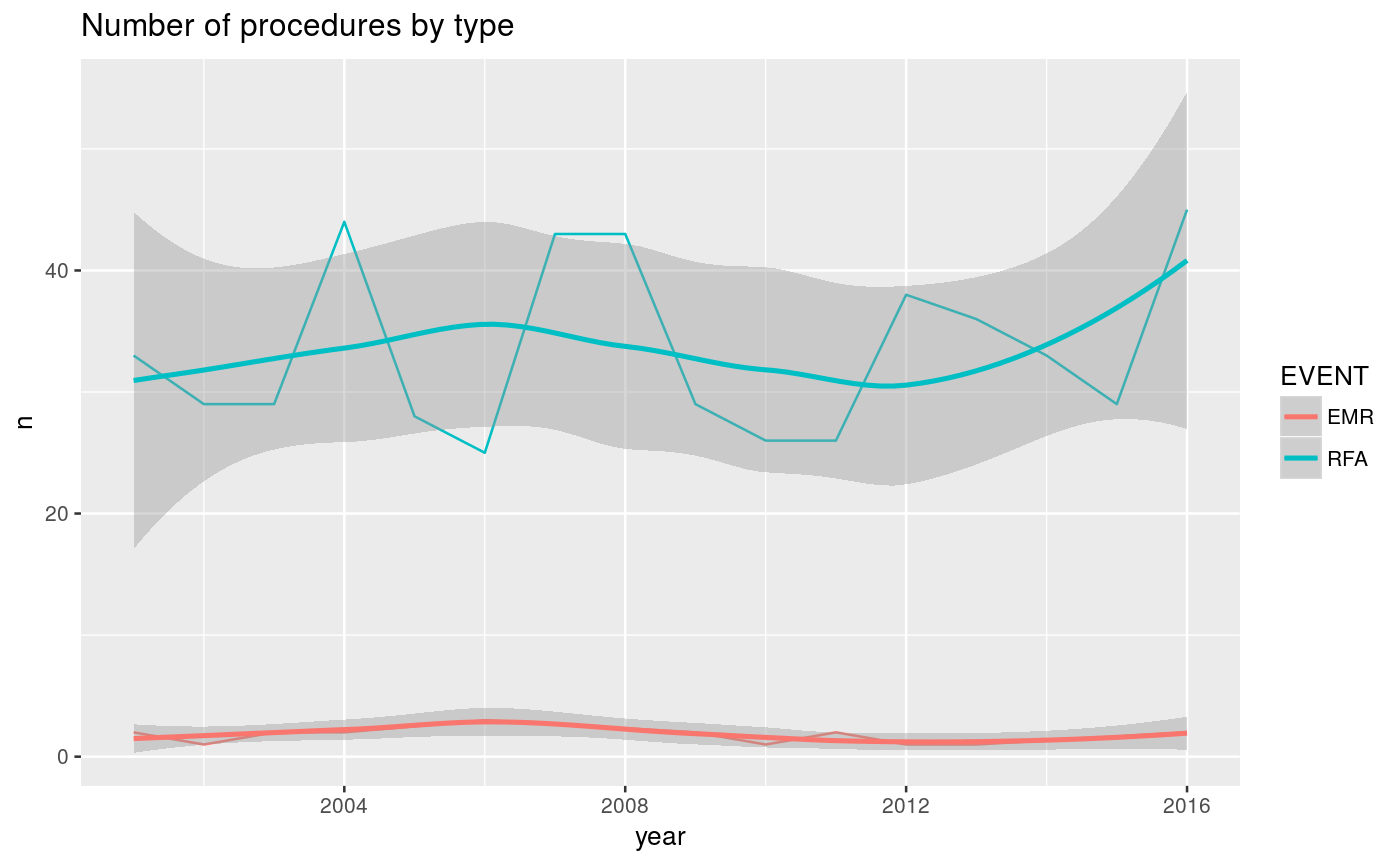 Number of procedures by type
n
40
20
0
2004
2008
2012
2016
year
EVENT
EMR
RFA